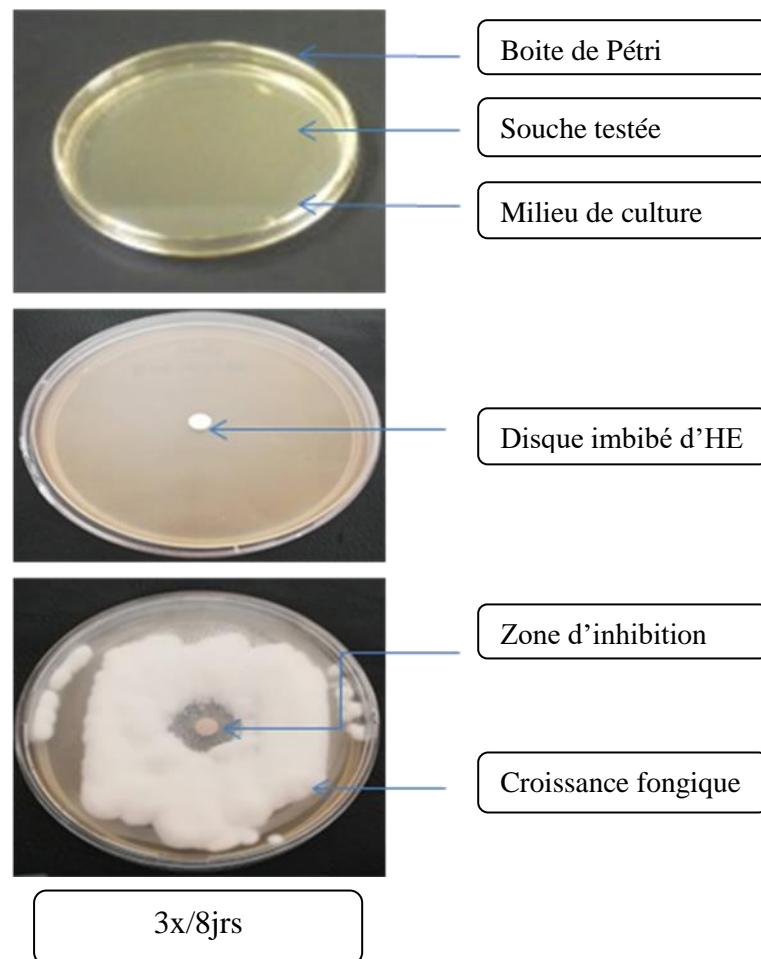 Boite de Pétri
Souche testée
Milieu de culture
Disque imbibé d’HE
Zone d’inhibition
Croissance fongique
3x/8jrs